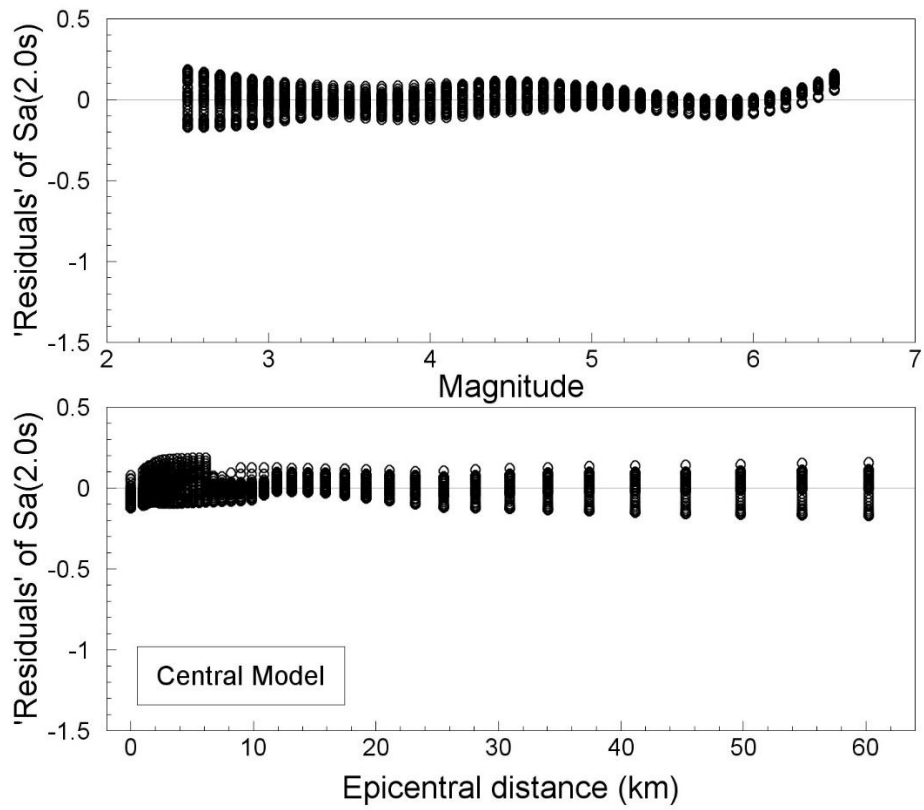 'Residuals' of Sa(2.0s)
0.5
0
-0.5
-1
-1.5
2 3 4 5 6 7
Magnitude
'Residuals' of Sa(2.0s)
0.5
0
-0.5
-1
-1.5
Central Model
0 10 20 30 40 50 60
Epicentral distance (km)